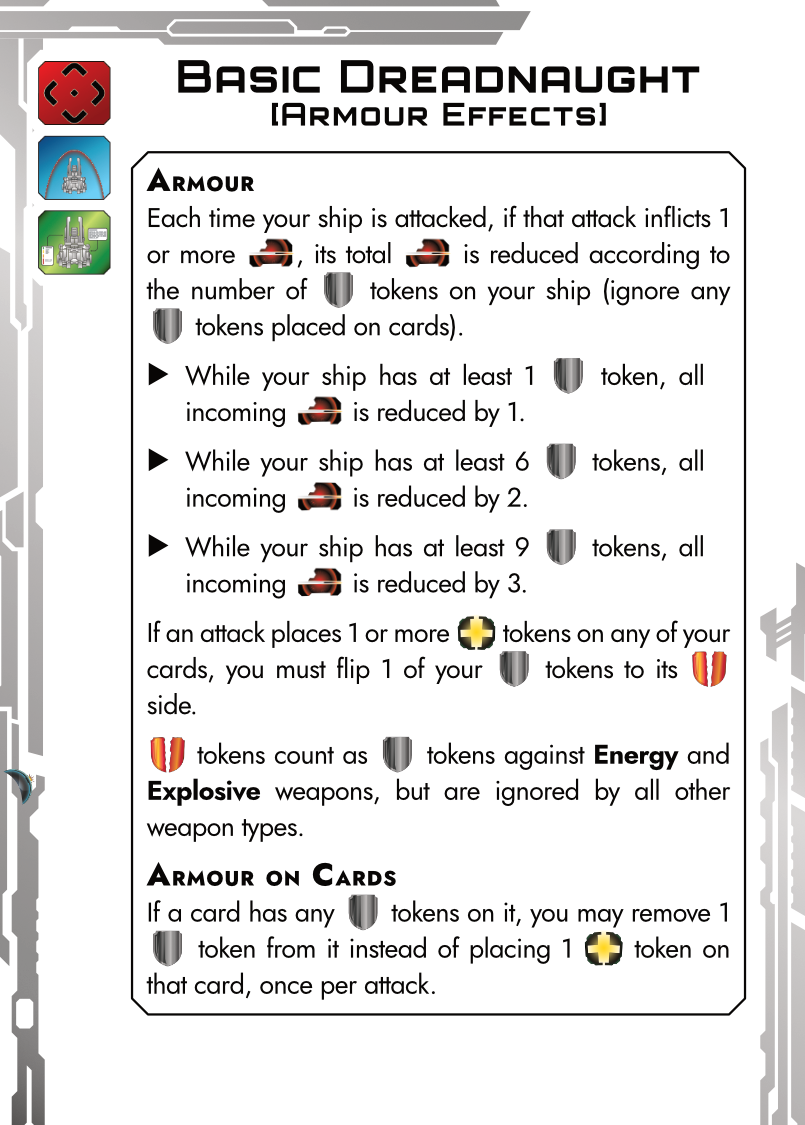 Basic Dreadnaught
[Armour Effects]
Armour
Each time your ship is attacked, if that attack inflicts 1
or more , its total is reduced according to
the number of tokens on your ship (ignore any
tokens placed on cards).
▶ While your ship has at least 1 token, all
incoming is reduced by 1.
▶ While your ship has at least 6 tokens, all
incoming is reduced by 2.
▶ While your ship has at least 9 tokens, all
incoming is reduced by 3.
If an attack places 1 or more tokens on any of your
cards, you must flip 1 of your tokens to its
side.
tokens count as tokens against Energy and
Explosive weapons, but are ignored by all other
weapon types.
Armour on Cards
If a card has any tokens on it, you may remove 1
token from it instead of placing 1 token on
that card, once per attack.